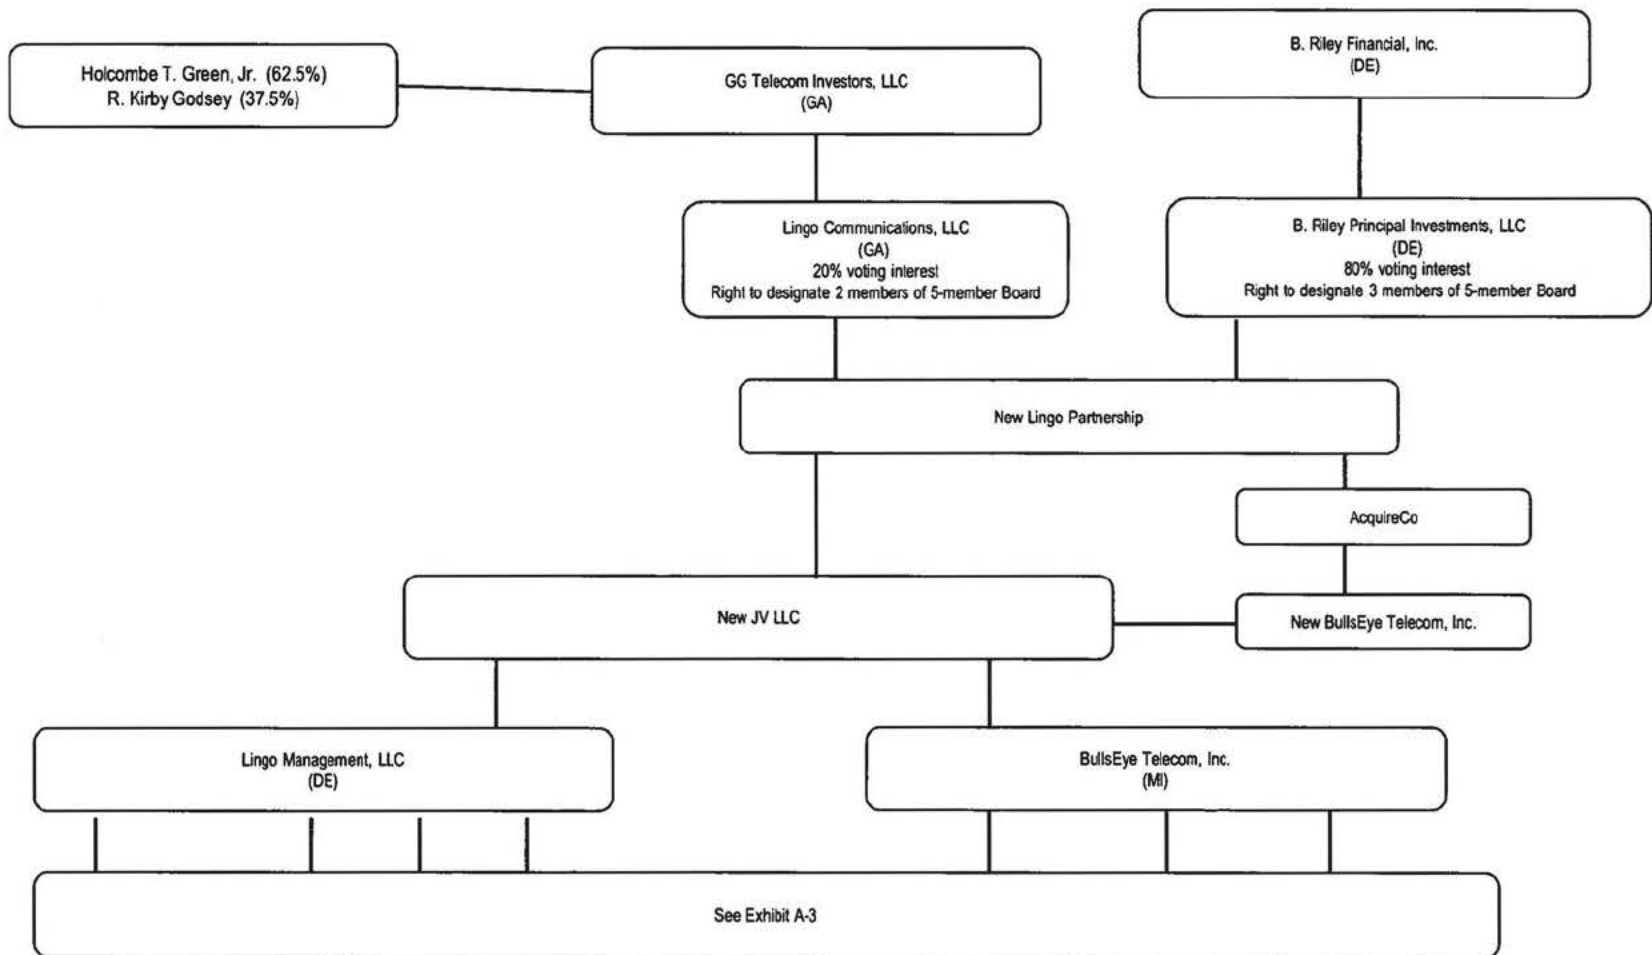 Holcombe T. Green, Jr. (62.5%)
R. Kirby Godsey (37.5%)
GG Telecom Investors, LLC
(GA)
B. Riley Financial, Inc.
(DE)
Lingo Communications, LLC
(GA)
20% voting interest
Right to designate 2 members of 5-member Board
B. Riley Principal Investments, LLC
(DE)
80% voting interest
Right to designate 3 members of 5-member Board
New Lingo Partnership
AcquireCo
New JV LLC
New BullsEye Telecom, Inc.
Lingo Management, LLC
(DE)
BullsEye Telecom, Inc.
(MI)
See Exhibit A-3